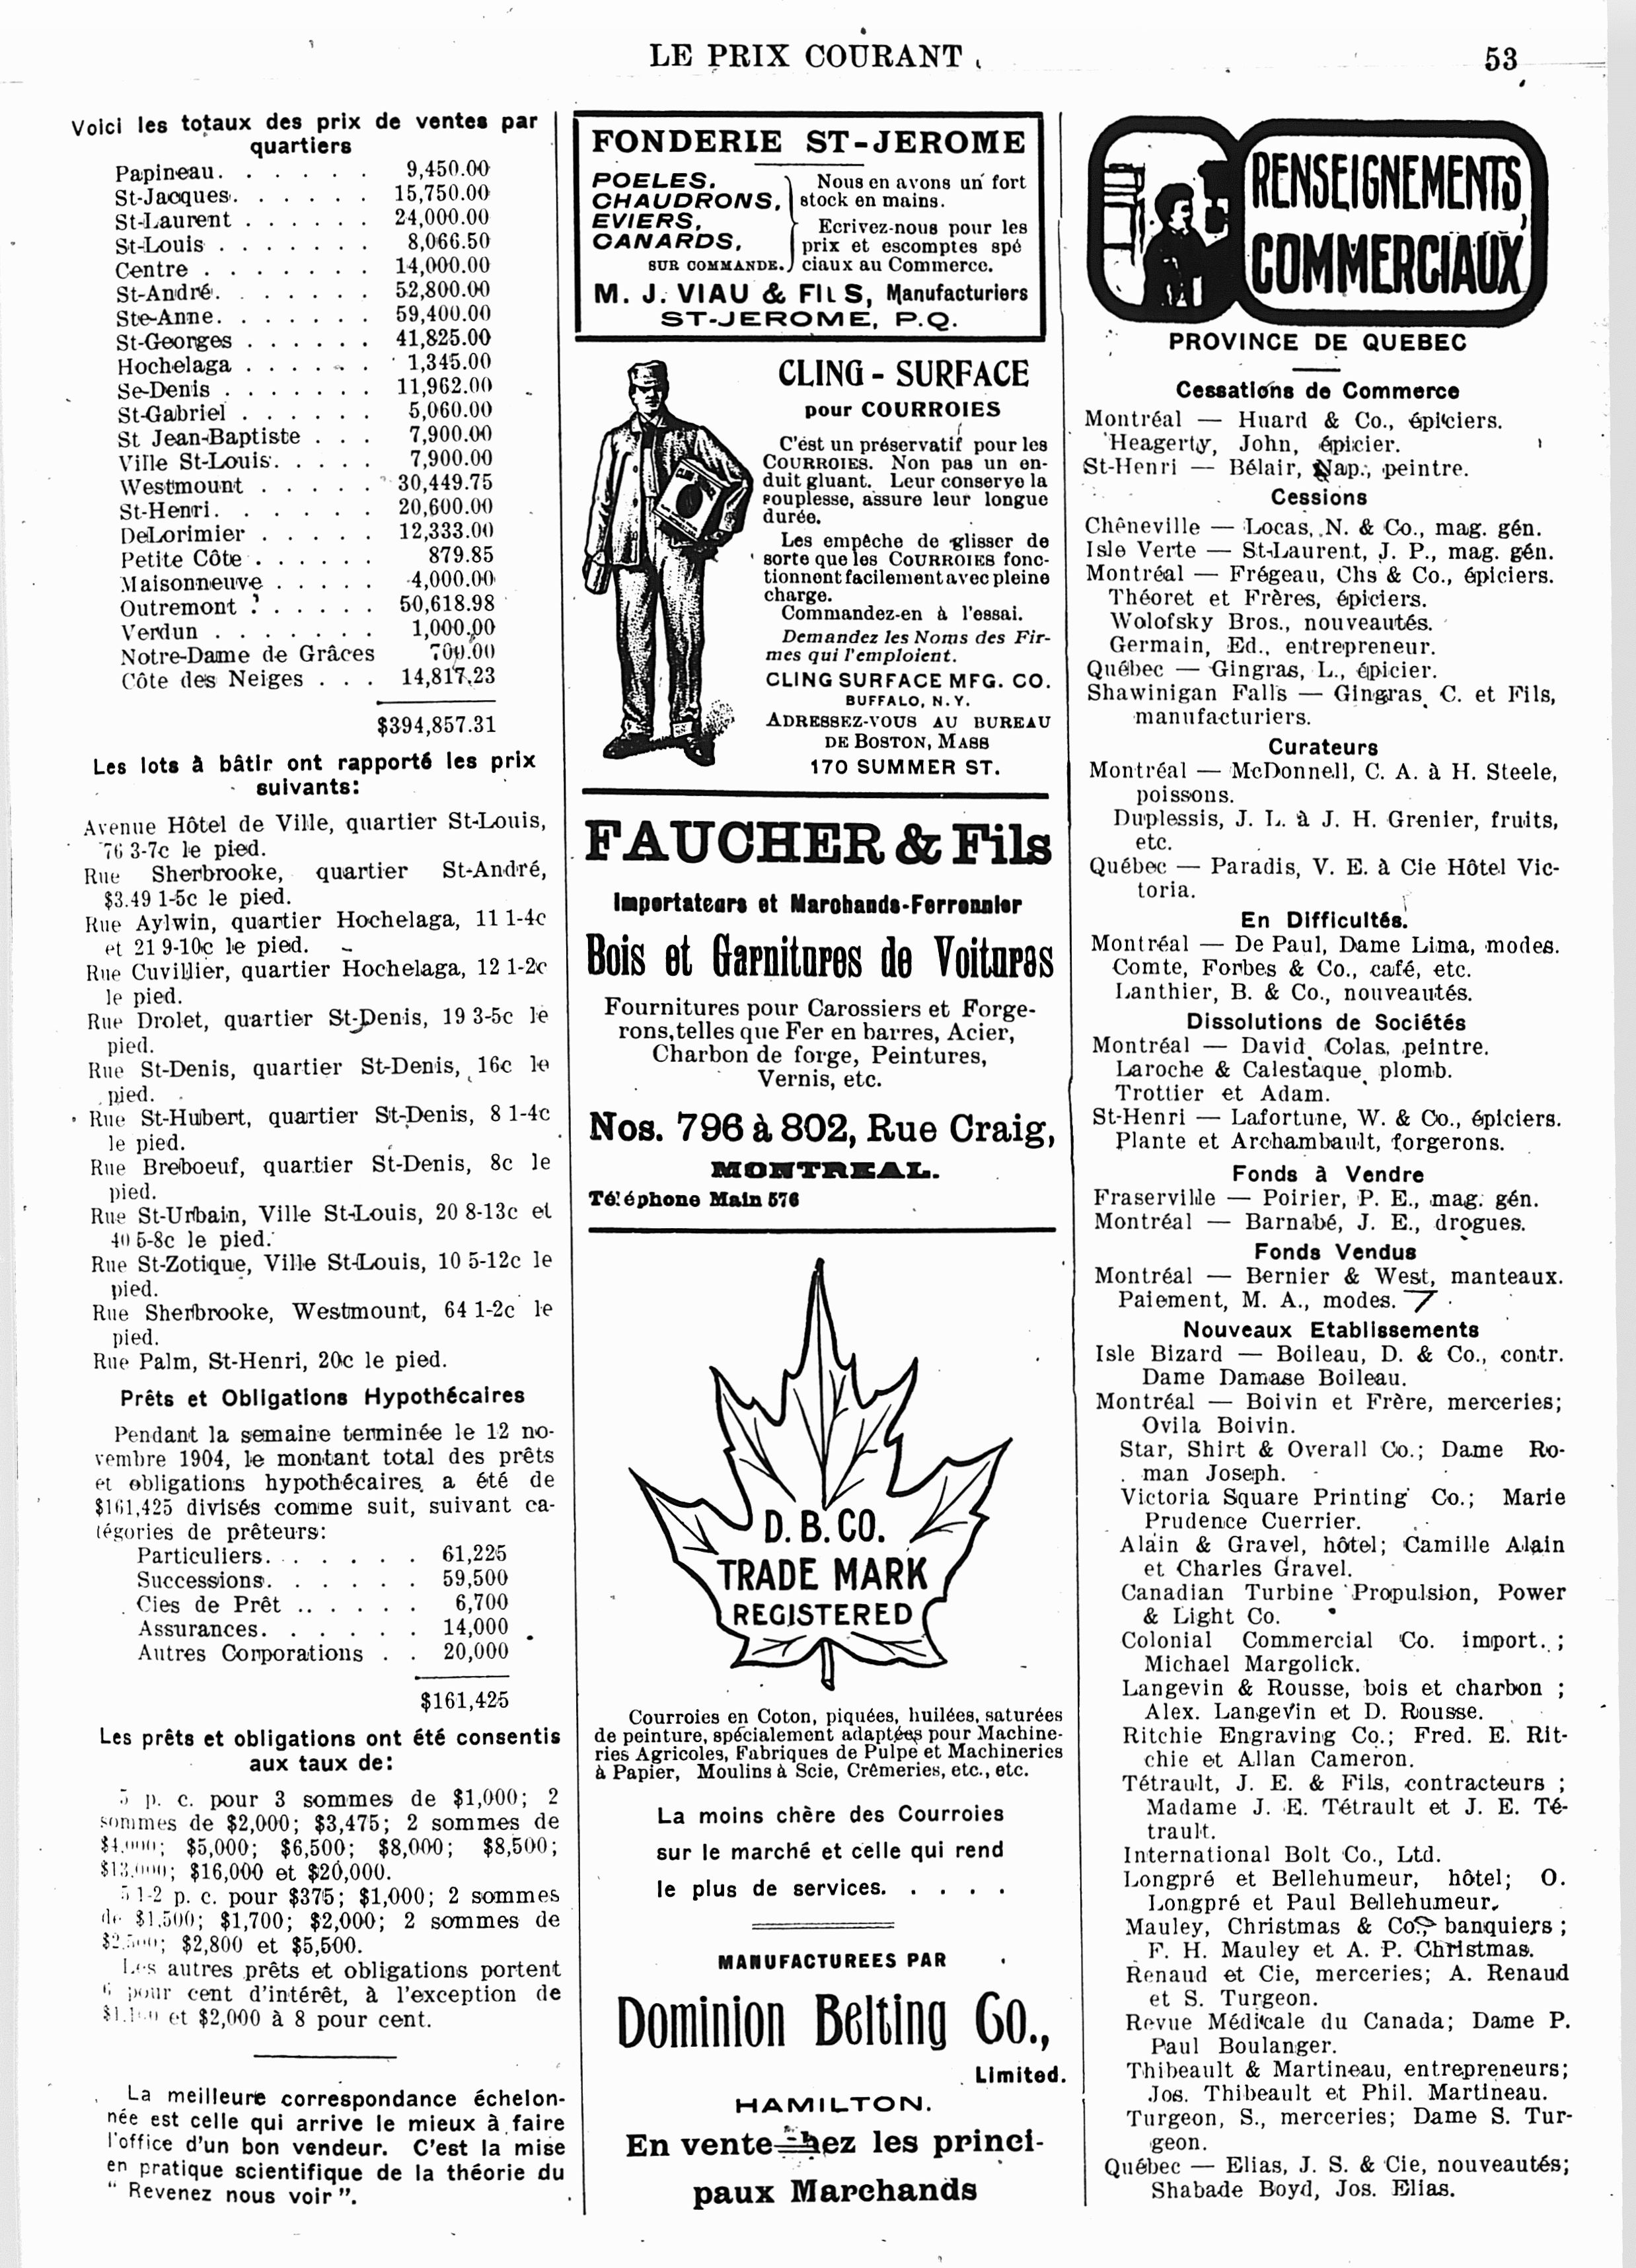 LE PRIX COURANT
53
Voici les totaux des prix de ventes par
quartiers
Papineau. . . . . . 9,450.00
St-Jacques. . . . . . 15,750.00
St-Laurent . . . . . . 24,000.00
St-Louis . . . . . . . 8,066.50
Centre . . . . . . . 14,000.00
St-André. . . . . . . 52,800.00
Ste-Anne. . . . . . . 59,400.00
St-Georges . . . . . . 41,825.00
Hochelaga . . . . . . 1,345.00
Se-Denis . . . . . . . 11,962.00
St-Gabriel . . . . . . 5,060.00
St Jean-Baptiste . . . 7,900.00
Ville St-Louis. . . . . 7,900.00
Westmount . . . . . 30,449.75
St-Henri. . . . . . . 20,600.00
DeLorimier . . . . . 12,333.00
Petite Côte . . . . . . 879.85
Maisonneuve . . . . . 4,000.00
Outremont . . . . . . 50,618.98
Verdun . . . . . . . 1,000.00
Notre-Dame de Grâces 700.00
Côte des Neiges . . . 14,817.23
$394,857.31
Les lots à bâtir ont rapporté les prix
suivants:
Avenue Hôtel de Ville, quartier St-Louis,
76 3-7c le pied.
Rue Sherbrooke, quartier St-André,
$3.49 1-5c le pied.
Rue Aylwin, quartier Hochelaga, 11 1-4c
et 21 9-10c le pied.
Rue Cuvillier, quartier Hochelaga, 12 1-2c
le pied.
Rue Drolet, quartier St-Denis, 19 3-5c le
pied.
Rue St-Denis, quartier St-Denis, 16c le
pied.
Rue St-Hubert, quartier St-Denis, 8 1-4c
le pied.
Rue Breboeuf, quartier St-Denis, 8c le
pied.
Rue St-Urbain, Ville St-Louis, 20 8-13c et
40 5-8c le pied.
Rue St-Zotique, Ville St-Louis, 10 5-12c le
pied.
Rue Sherbrooke, Westmount, 64 1-2c le
pied.
Rue Palm, St-Henri, 20c le pied.
Prêts et Obligations Hypothécaires
Pendant la semaine terminée le 12 no-
vembre 1904, le montant total des prêts
et obligations hypothécaires a été de
$161,425 divisés comme suit, suivant ca-
tégories de prêteurs:
Particuliers. . . . . . . 61,225
Successions. . . . . . 59,500
Cies de Prêt .. . . . . 6,700
Assurances. . . . . . 14,000
Autres Corporations . . 20,000
$161,425
Les prêts et obligations ont été consentis
aux taux de:
5 p. c. pour 3 sommes de $1,000; 2
sommes de $2,000; $3,475; 2 sommes de
$4,000; $5,000; $6,500; $8,000; $8,500;
$13,000; $16,000 et $20,000.
5 1-2 p. c. pour $375; $1,000; 2 sommes
de $1,500; $1,700; $2,000; 2 sommes de
$2,500; $2,800 et $5,500.
Les autres prêts et obligations portent
6 pour cent d'intérêt, à l'exception de
et $2,000 à 8 pour cent.
La meilleure correspondance échelon-
née est celle qui arrive le mieux à faire
l'office d'un bon vendeur. C'est la mise
en pratique scientifique de la théorie du
“ Revenez nous voir ”.
FONDERIE ST-JEROME
POELES,
CHAUDRONS,
EVIERS,
CANARDS,
SUR COMMANDE.
Nous en avons un fort
stock en mains.
Ecrivez-nous pour les
prix et escomptes spé
ciaux au Commerce.
M. J. VIAU & FILS, Manufacturiers
ST-JEROME, P.Q.
CLING - SURFACE
pour COURROIES
C'est un préservatif pour les
COURROIES. Non pas un en-
duit gluant. Leur conserve la
souplesse, assure leur longue
durée.
Les empêche de glisser de
sorte que les COURROIES fonc-
tionnent facilement avec pleine
charge.
Commandez-en à l'essai.
Demandez les Noms des Fir-
mes qui l'emploient.
CLING SURFACE MFG. CO.
BUFFALO, N.Y.
ADRESSEZ-VOUS AU BUREAU
DE BOSTON, MASS
170 SUMMER ST.
FAUCHER & Fils
Importateurs et Marchands-Ferronnier
Bois et Garnitures de Voitures
Fournitures pour Carossiers et Forge-
rons, telles que Fer en barres, Acier,
Charbon de forge, Peintures,
Vernis, etc.
Nos. 796 à 802, Rue Craig,
MONTREAL.
Téléphone Main 576
D. B. CO.
TRADE MARK
REGISTERED
Courroies en Coton, piquées, huilées, saturées
de peinture, spécialement adaptées pour Machine-
ries Agricoles, Fabriques de Pulpe et Machineries
à Papier, Moulins à Scie, Crêmeries, etc., etc.
La moins chère des Courroies
sur le marché et celle qui rend
le plus de services. . . . .
MANUFACTUREES PAR
Dominion Belting Co.,
Limited.
HAMILTON.
En vente chez les princi-
paux Marchands
RENSEIGNEMENTS
COMMERCIAUX
PROVINCE DE QUEBEC
Cessations de Commerce
Montréal — Huard & Co., épiciers.
Heagerty, John, épicier.
St-Henri — Bélair, Nap., peintre.
Cessions
Chêneville — Locas, N. & Co., mag. gén.
Isle Verte — St-Laurent, J. P., mag. gén.
Montréal — Frégeau, Chs & Co., épiciers.
Théoret et Frères, épiciers.
Wolofsky Bros., nouveautés.
Germain, Ed., entrepreneur.
Québec — Gingras, L., épicier.
Shawinigan Falls — Gingras, C. et Fils,
manufacturiers.
Curateurs
Montréal — McDonnell, C. A. à H. Steele,
poissons.
Duplessis, J. L. à J. H. Grenier, fruits,
etc.
Québec — Paradis, V. E. à Cie Hôtel Vic-
toria.
En Difficultés.
Montréal — De Paul, Dame Lima, modes.
Comte, Forbes & Co., café, etc.
Lanthier, B. & Co., nouveautés.
Dissolutions de Sociétés
Montréal — David, Colas, peintre.
Laroche & Calestaque, plomb.
Trottier et Adam.
St-Henri — Lafortune, W. & Co., épiciers.
Plante et Archambault, forgerons.
Fonds à Vendre
Fraserville — Poirier, P. E., mag. gén.
Montréal — Barnabé, J. E., drogues.
Fonds Vendus
Montréal — Bernier & West, manteaux.
Paiement, M. A., modes.
Nouveaux Etablissements
Isle Bizard — Boileau, D. & Co., contr.
Dame Damase Boileau.
Montréal — Boivin et Frère, merceries;
Ovila Boivin.
Star, Shirt & Overall Co.; Dame Ro-
man Joseph.
Victoria Square Printing Co.; Marie
Prudence Cuerrier.
Alain & Gravel, hôtel; Camille Alain
et Charles Gravel.
Canadian Turbine Propulsion, Power
& Light Co.
Colonial Commercial Co. import. ;
Michael Margolick.
Langevin & Rousse, bois et charbon ;
Alex. Langevin et D. Rousse.
Ritchie Engraving Co.; Fred. E. Rit-
chie et Allan Cameron.
Tétrault, J. E. & Fils, contracteurs ;
Madame J. E. Tétrault et J. E. Té-
trault.
International Bolt Co., Ltd.
Longpré et Bellehumeur, hôtel; O.
Longpré et Paul Bellehumeur.
Mauley, Christmas & Co., banquiers ;
F. H. Mauley et A. P. Christmas.
Renaud et Cie, merceries; A. Renaud
et S. Turgeon.
Revue Médicale du Canada; Dame P.
Paul Boulanger.
Thibeault & Martineau, entrepreneurs;
Jos. Thibeault et Phil. Martineau.
Turgeon, S., merceries; Dame S. Tur-
geon.
Québec — Elias, J. S. & Cie, nouveautés;
Shabade Boyd, Jos. Elias.